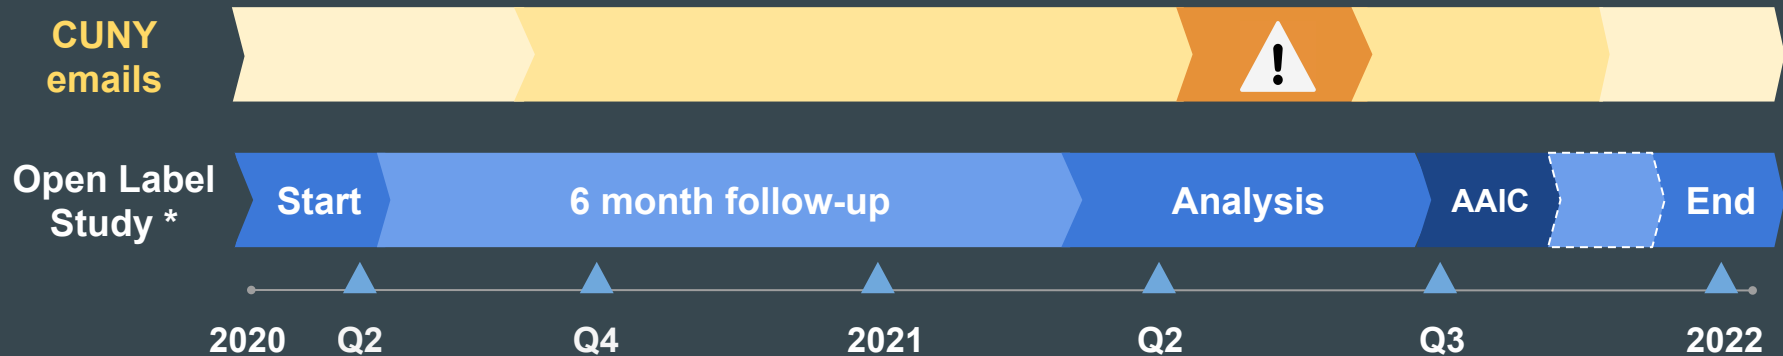 CUNY
emails
!
Open Label
Study *
Start
6 month follow-up
Analysis
AAIC
End
2020 Q2 Q4 2021 Q2 Q3 2022